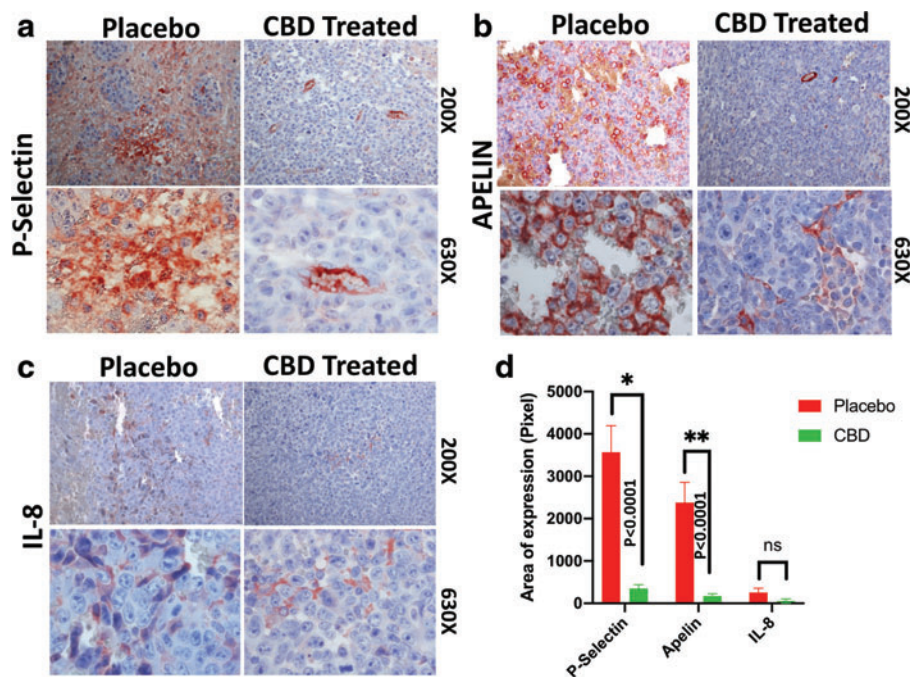 a
Placebo
CBD Treated
P-Selectin
200X
630X
b
Placebo
CBD Treated
APELIN
200X
630X
c
Placebo
CBD Treated
IL-8
200X
630X
d
Area of expression (Pixel)
5000
4000
3000
2000
1000
0
*
P<0.0001
**
P<0.0001
ns
Placebo
CBD
P-Selectin
Apelin
IL-8